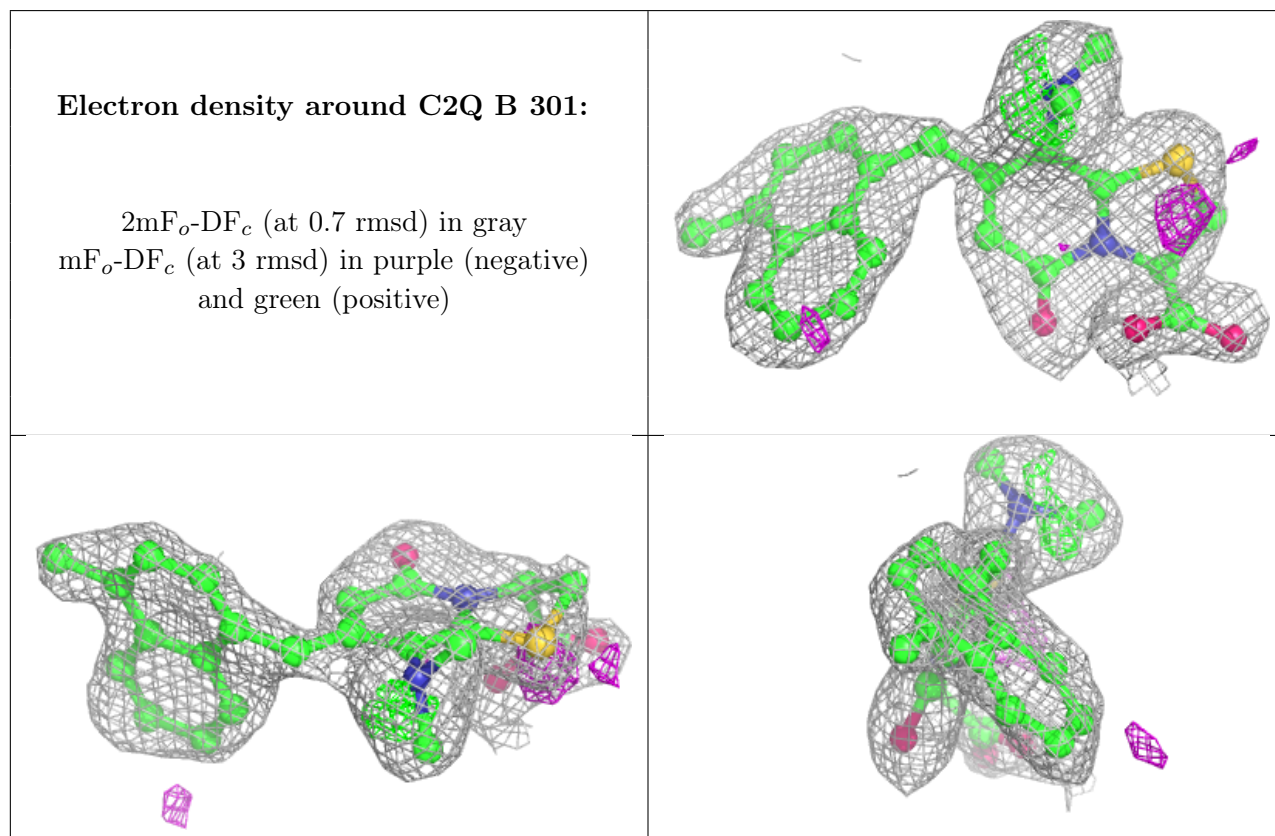 Electron density around C2Q B 301:
2mFo-DFc (at 0.7 rmsd) in gray
mFo-DFc (at 3 rmsd) in purple (negative)
and green (positive)